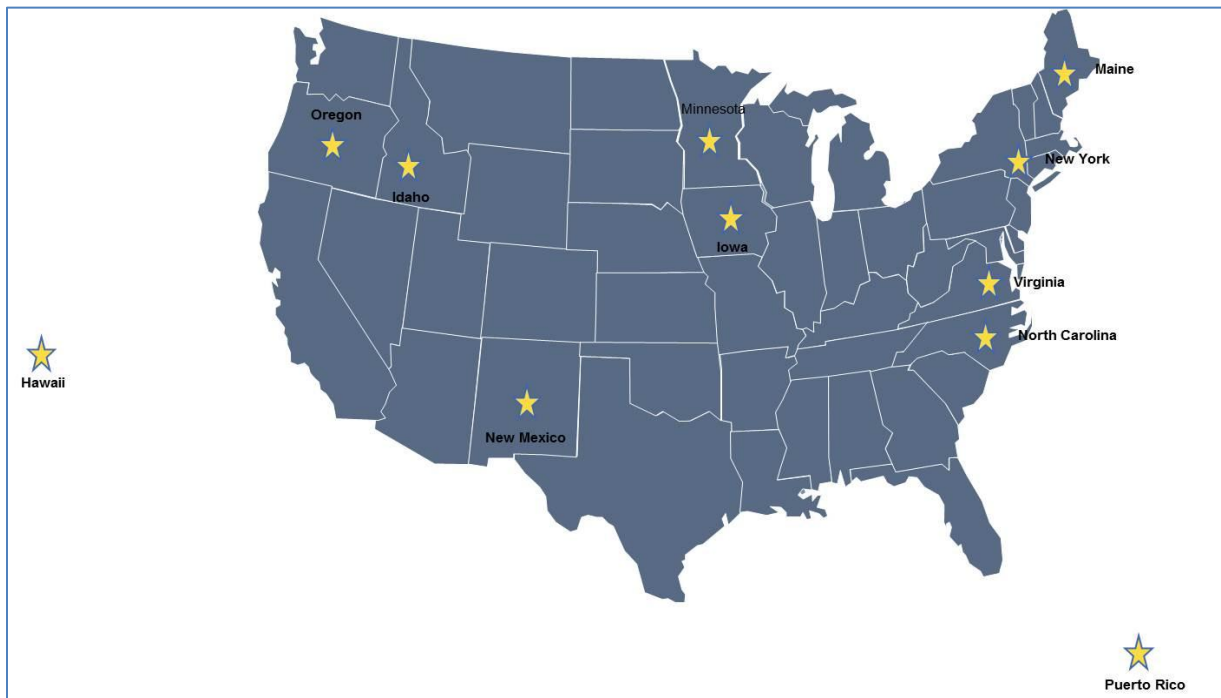 Maine
Minnesota
Oregon
New York
Idaho
Iowa
Virginia
North Carolina
Hawaii
New Mexico
Puerto Rico